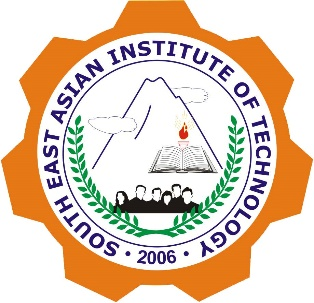 SOUTH EAST ASIAN INSTITUTE OF TECHNOLOGY
· 2006 ·